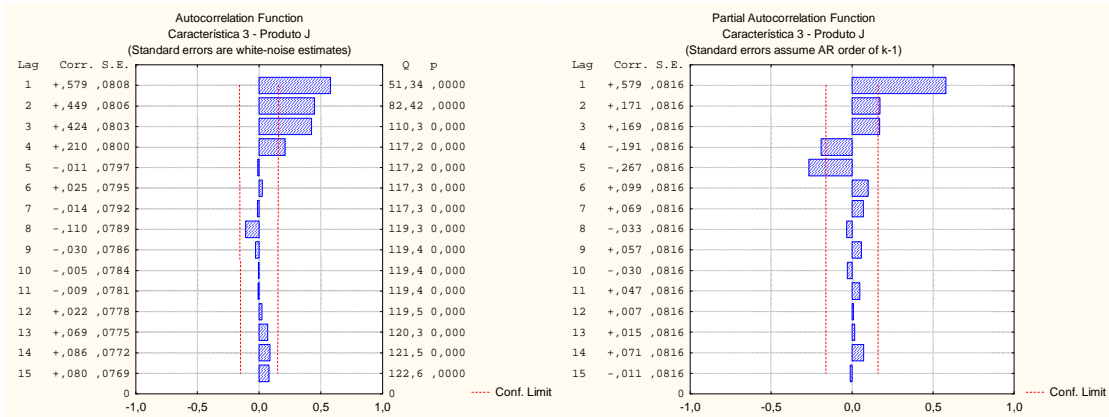 Autocorrelation Function
Característica 3 - Produto J
(Standard errors are white-noise estimates)
Lag Corr. S.E. Q p
1 +,579 ,0808 51,34 ,0000
2 +,449 ,0806 82,42 ,0000
3 +,424 ,0803 110,3 0,000
4 +,210 ,0800 117,2 0,000
5 -,011 ,0797 117,2 0,000
6 +,025 ,0795 117,3 0,000
7 -,014 ,0792 117,3 0,000
8 -,110 ,0789 119,3 0,000
9 -,030 ,0786 119,4 0,000
10 -,005 ,0784 119,4 0,000
11 -,009 ,0781 119,4 0,000
12 +,022 ,0778 119,5 0,000
13 +,069 ,0775 120,3 0,000
14 +,086 ,0772 121,5 0,000
15 +,080 ,0769 122,6 0,000
0 0
-1,0 -0,5 0,0 0,5 1,0
Conf. Limit
Partial Autocorrelation Function
Característica 3 - Produto J
(Standard errors assume AR order of k-1)
Lag Corr. S.E.
1 +,579 ,0816
2 +,171 ,0816
3 +,169 ,0816
4 -,191 ,0816
5 -,267 ,0816
6 +,099 ,0816
7 +,069 ,0816
8 -,033 ,0816
9 +,057 ,0816
10 -,030 ,0816
11 +,047 ,0816
12 +,007 ,0816
13 +,015 ,0816
14 +,071 ,0816
15 -,011 ,0816
0
-1,0 -0,5 0,0 0,5 1,0
Conf. Limit